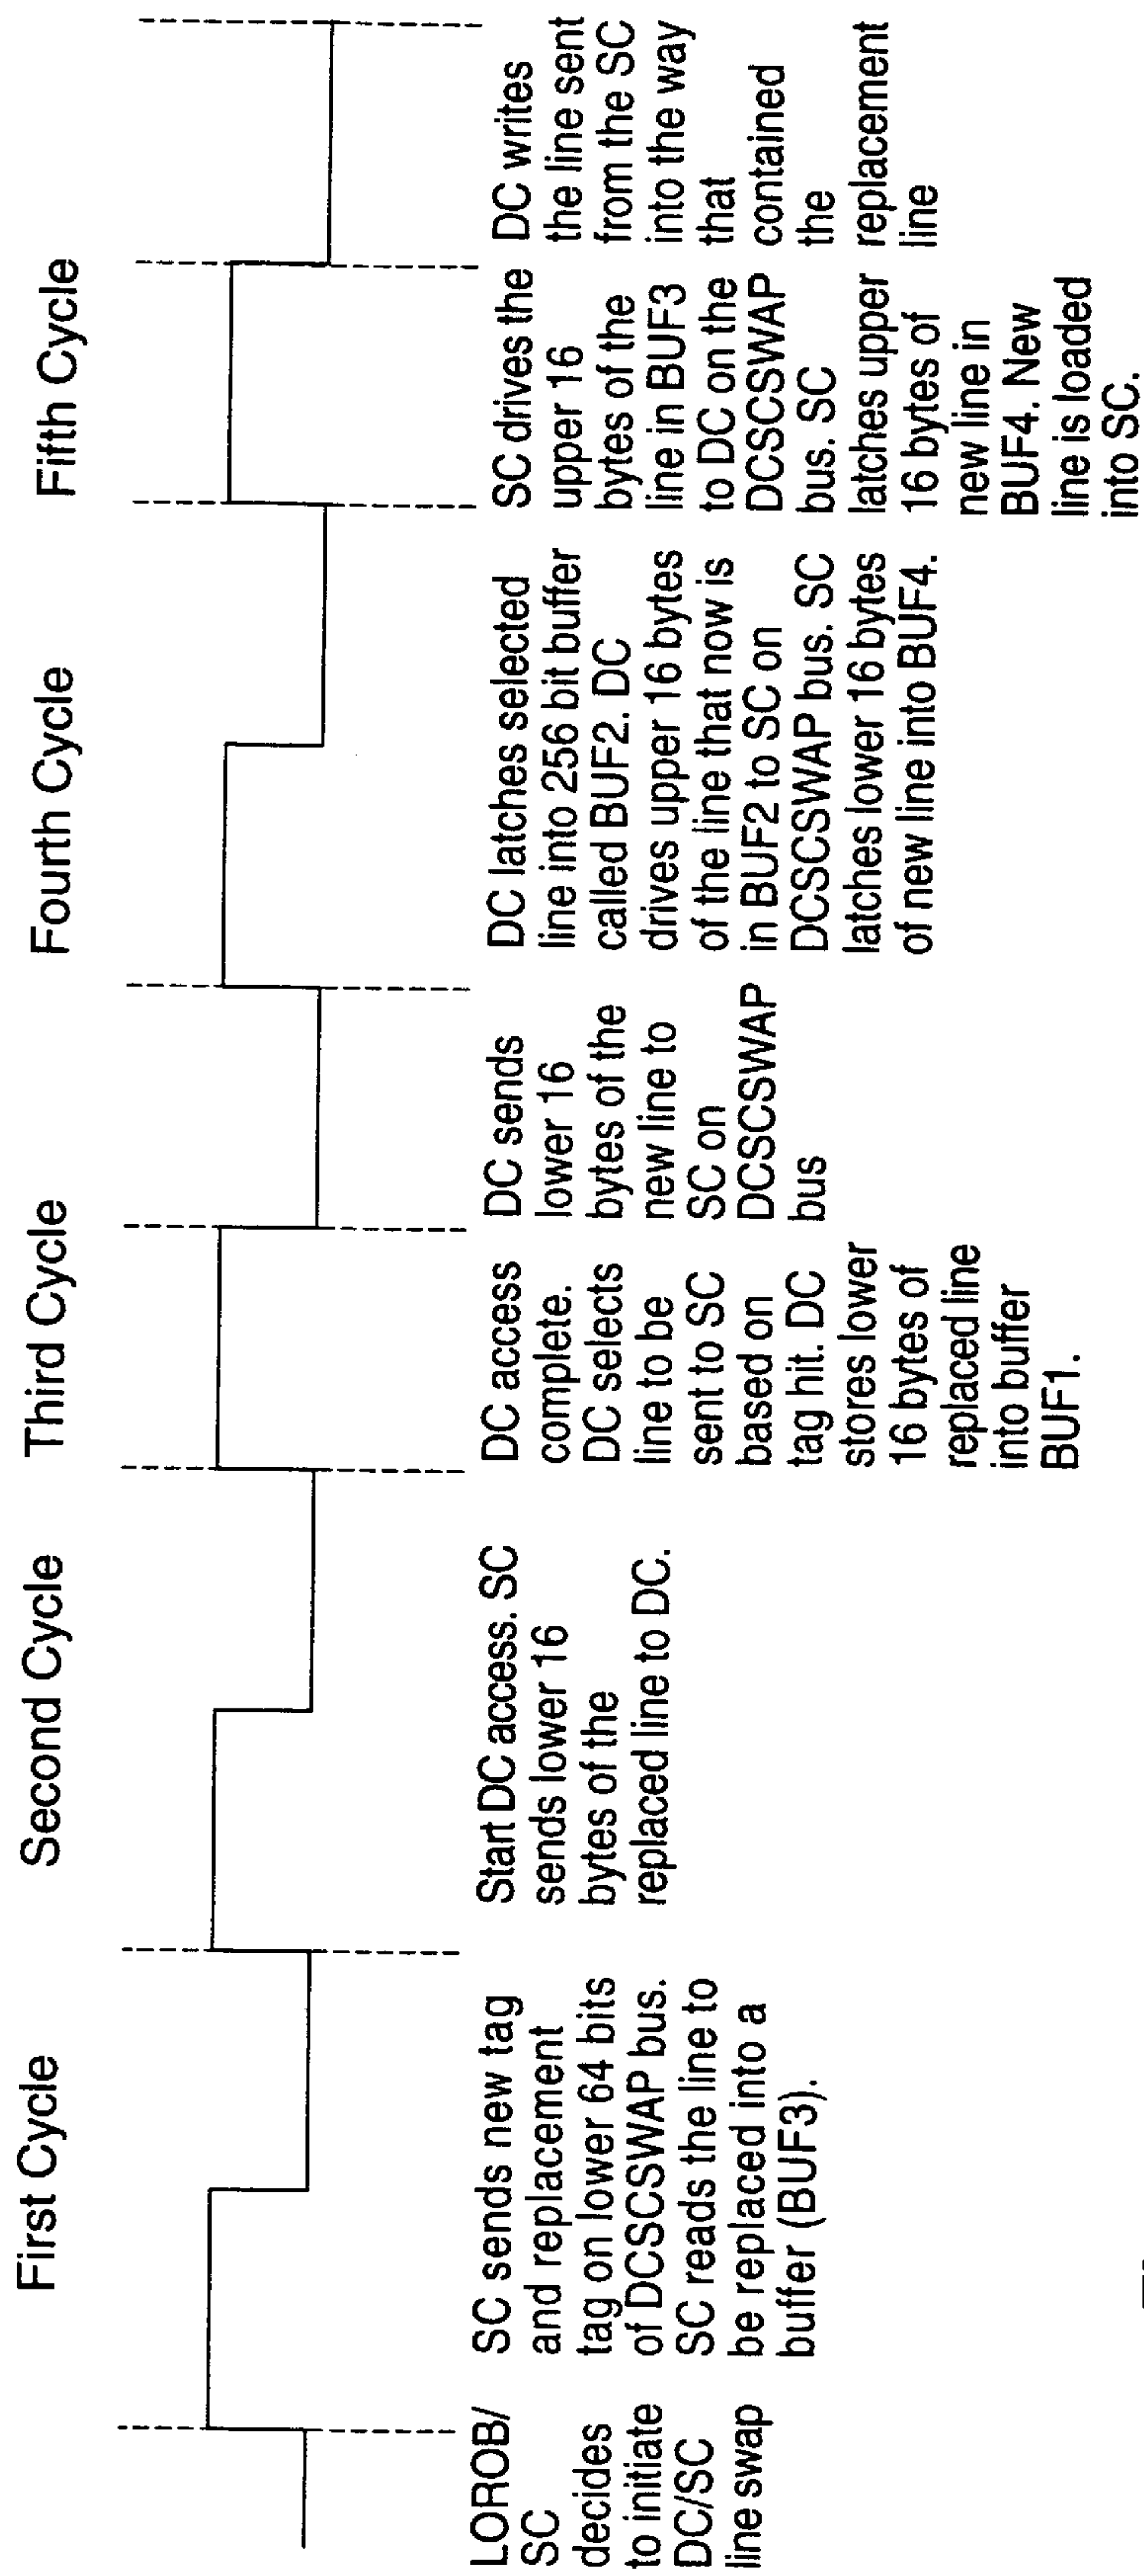 First Cycle
Second Cycle
Third Cycle
Fourth Cycle
Fifth Cycle
LOROB/
SC
decides
to initiate
DC/SC
line swap
SC sends new tag
and replacement
tag on lower 64 bits
of DCSCSWAP bus.
SC reads the line to
be replaced into a
buffer (BUF3).
Start DC access. SC
sends lower 16
bytes of the
replaced line to DC.
DC access
complete.
DC selects
line to be
sent to SC
based on
tag hit. DC
stores lower
16 bytes of
replaced line
into buffer
BUF1.
DC sends
lower 16
bytes of the
new line to
SC on
DCSCSWAP
bus
DC latches selected
line into 256 bit buffer
called BUF2. DC
drives upper 16 bytes
of the line that now is
in BUF2 to SC on
DCSCSWAP bus. SC
latches lower 16 bytes
of new line into BUF4.
SC drives the
upper 16
bytes of the
line in BUF3
to DC on the
DCSCSWAP
bus. SC
latches upper
16 bytes of
new line in
BUF4. New
line is loaded
into SC.
DC writes
the line sent
from the SC
into the way
that
contained
the
replacement
line